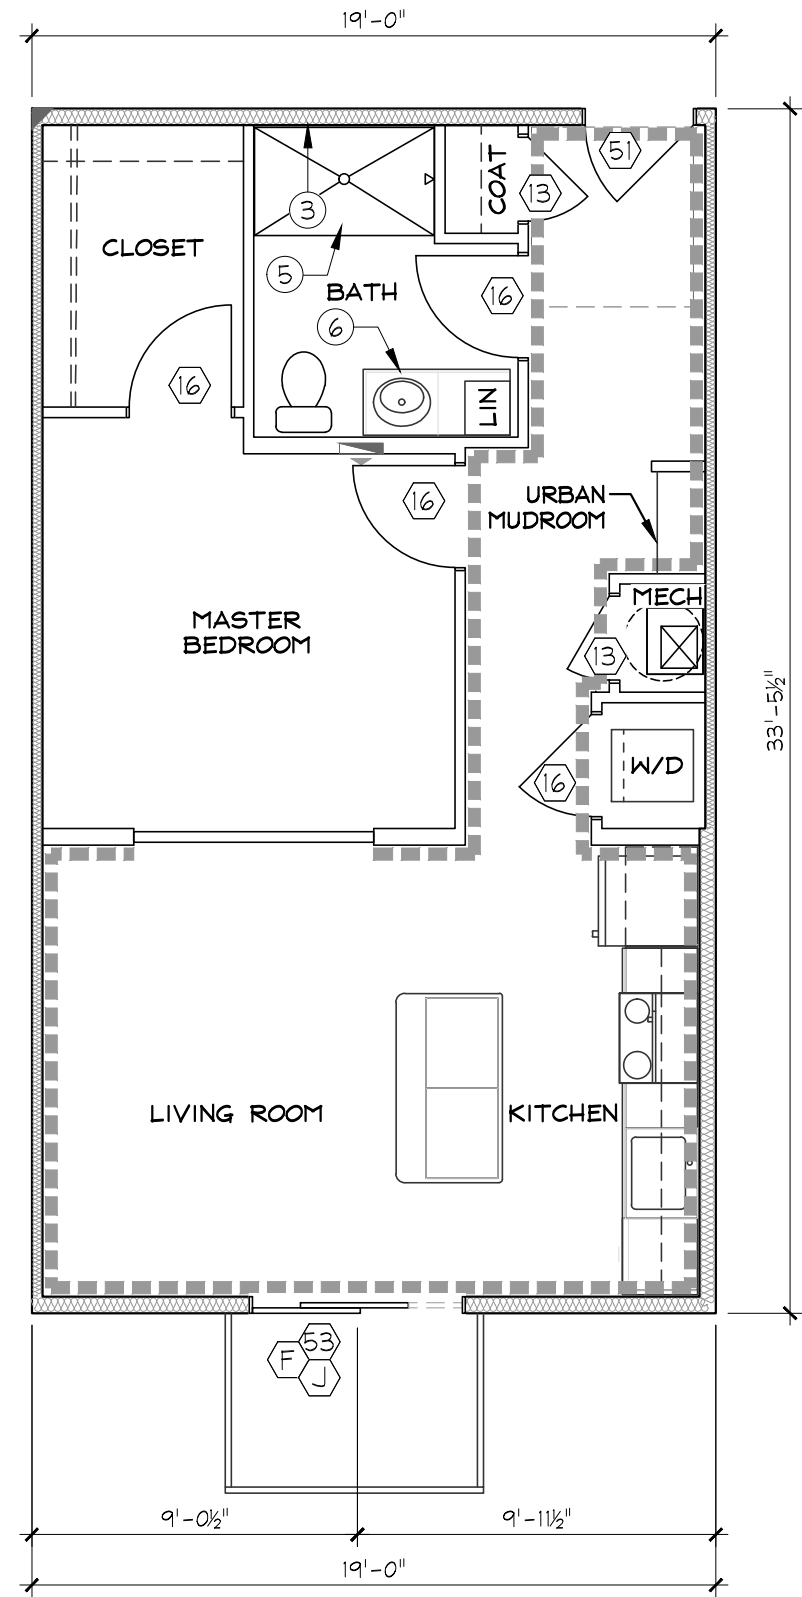 19'-0"
51
COAT
13
3
CLOSET
5
BATH
16
6
16
LIN
16
URBAN
MUDROOM
MECH
MASTER
BEDROOM
13
33'-5½"
W/D
16
LIVING ROOM
KITCHEN
53
F
J
9'-0½"
9'-11½"
19'-0"